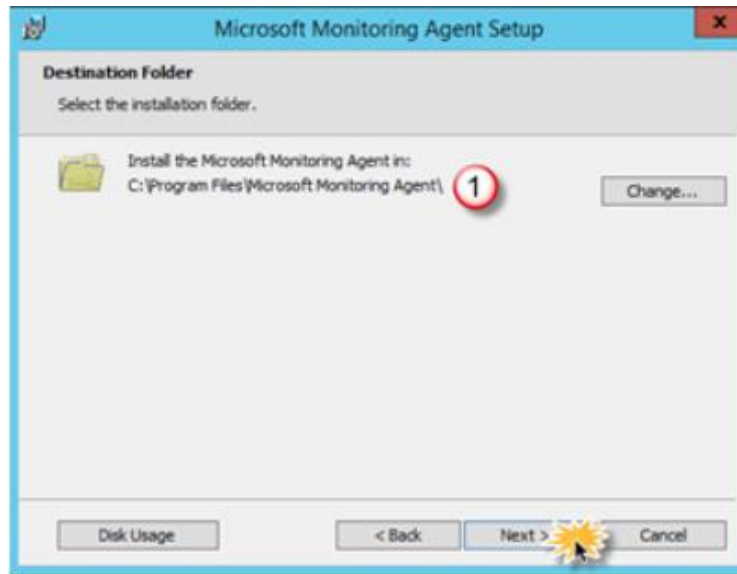 Microsoft Monitoring Agent Setup
x
Destination Folder
Select the installation folder.
Install the Microsoft Monitoring Agent in:
C:\Program Files\Microsoft Monitoring Agent\
1
Change...
Disk Usage
< Back
Next >
Cancel